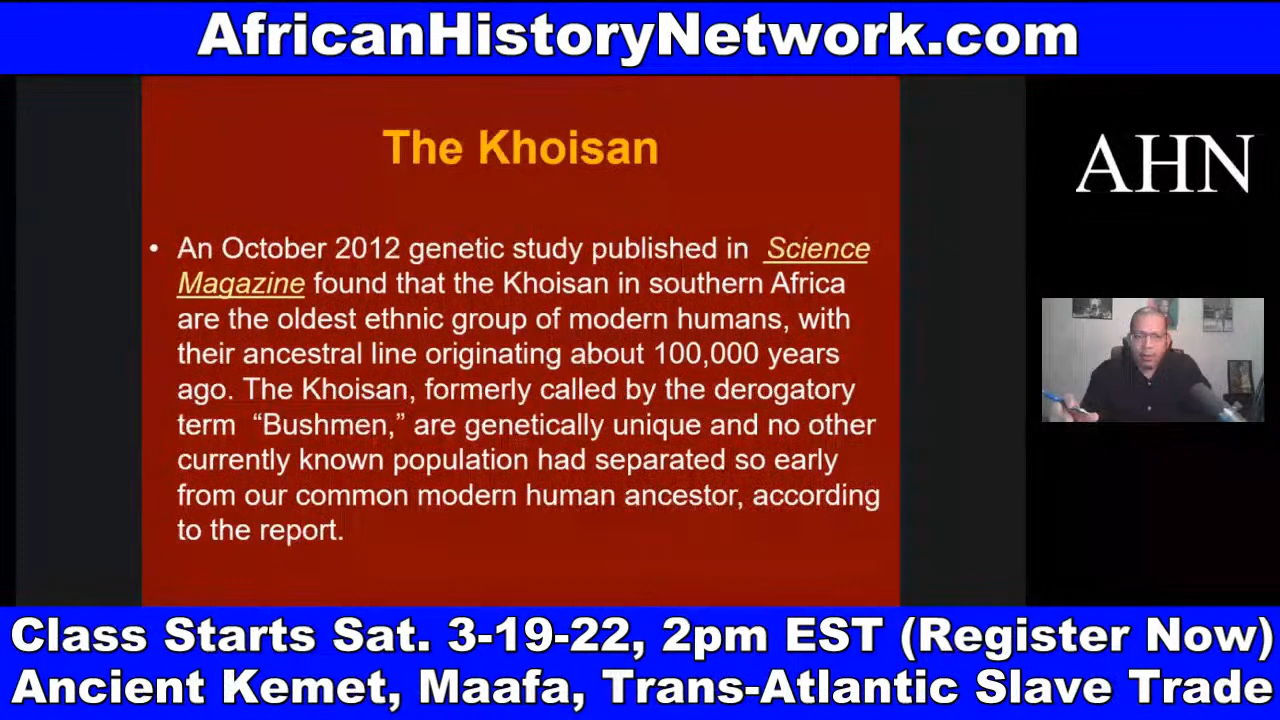 AfricanHistoryNetwork.com
The Khoisan
AHN
• An October 2012 genetic study published in Science
Magazine found that the Khoisan in southern Africa
are the oldest ethnic group of modern humans, with
their ancestral line originating about 100,000 years
ago. The Khoisan, formerly called by the derogatory
term “Bushmen,” are genetically unique and no other
currently known population had separated so early
from our common modern human ancestor, according
to the report.
Class Starts Sat. 3-19-22, 2pm EST (Register Now)
Ancient Kemet, Maafa, Trans-Atlantic Slave Trade